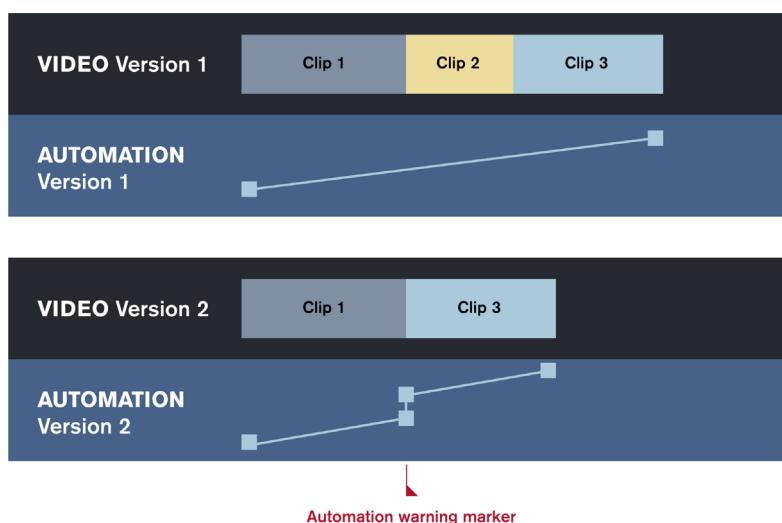 VIDEO Version 1
Clip 1
Clip 2
Clip 3
AUTOMATION
Version 1
VIDEO Version 2
Clip 1
Clip 3
AUTOMATION
Version 2
Automation warning marker